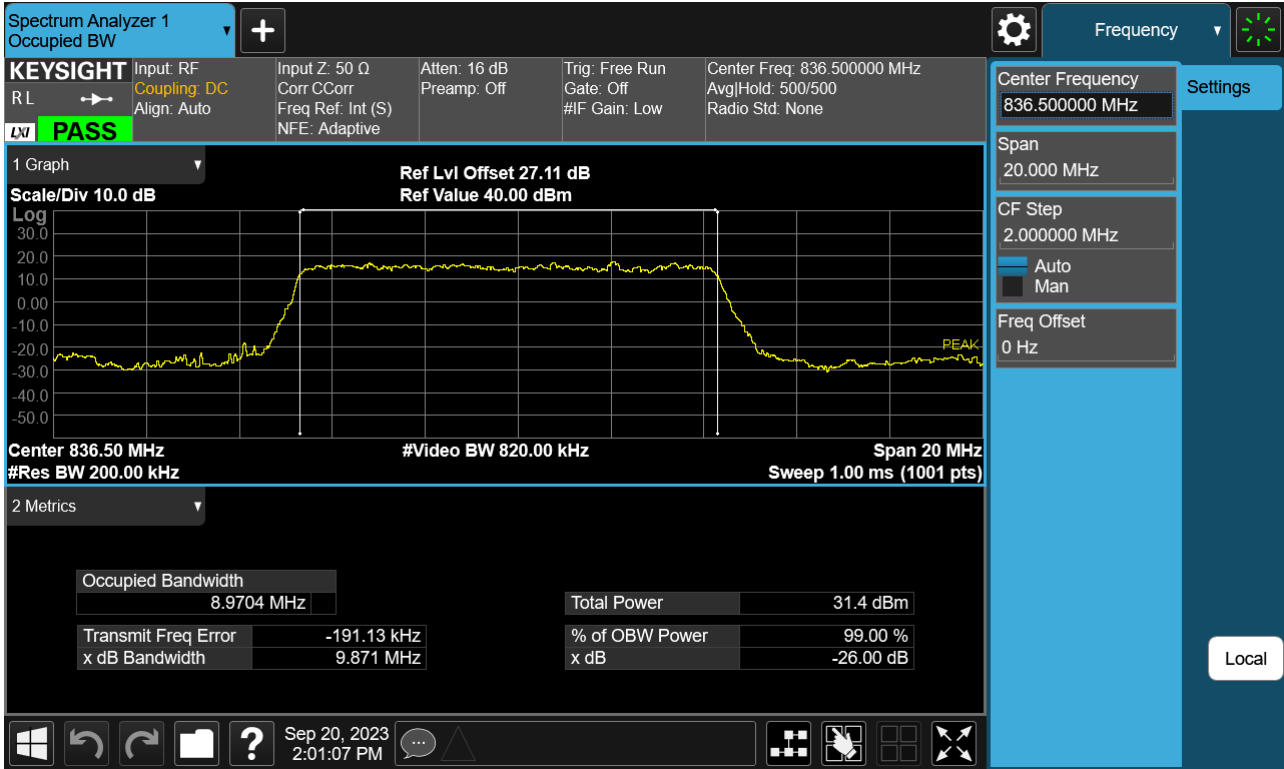 Spectrum Analyzer 1
Occupied BW
Frequency
KEYSIGHT
R L
LXI
PASS
Input: RF
Coupling: DC
Align: Auto
Input Z: 50 Ω
Corr CCorr
Freq Ref: Int (S)
NFE: Adaptive
Atten: 16 dB
Preamp: Off
Trig: Free Run
Gate: Off
#IF Gain: Low
Center Freq: 836.500000 MHz
Avg|Hold: 500/500
Radio Std: None
Center Frequency
836.500000 MHz
Settings
Span
20.000 MHz
CF Step
2.000000 MHz
Auto
Man
Freq Offset
0 Hz
Local
1 Graph
Scale/Div 10.0 dB
Ref Lvl Offset 27.11 dB
Ref Value 40.00 dBm
Log
30.0
20.0
10.0
0.00
-10.0
-20.0
-30.0
-40.0
-50.0
PEAK
Center 836.50 MHz
#Video BW 820.00 kHz
Span 20 MHz
#Res BW 200.00 kHz
Sweep 1.00 ms (1001 pts)
2 Metrics
Occupied Bandwidth
8.9704 MHz
Total Power 31.4 dBm
Transmit Freq Error -191.13 kHz
% of OBW Power 99.00 %
x dB Bandwidth 9.871 MHz
x dB -26.00 dB
?
Sep 20, 2023
2:01:07 PM